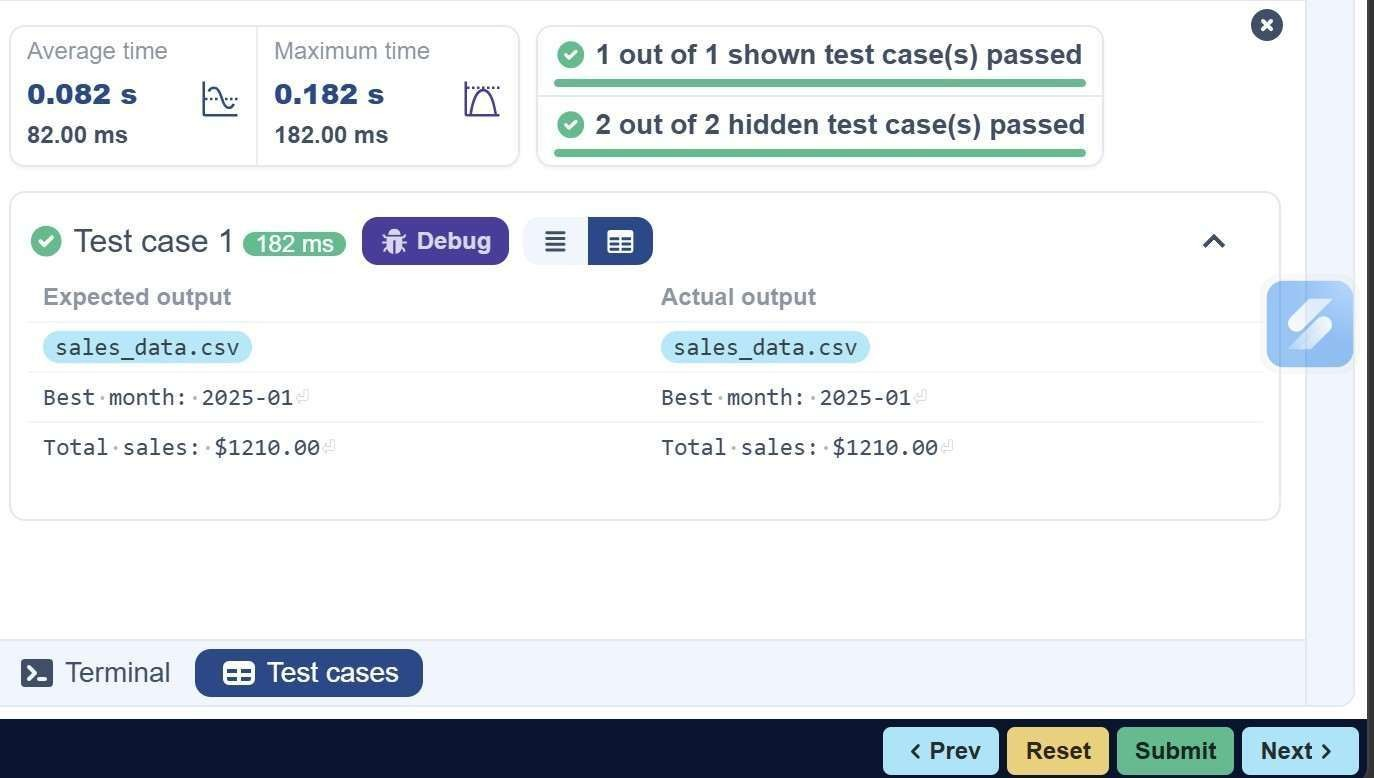 Average time
0.082 s
82.00 ms
Maximum time
0.182 s
182.00 ms
1 out of 1 shown test case(s) passed
2 out of 2 hidden test case(s) passed
Test case 1 182 ms Debug
Expected output
Actual output
sales_data.csv
sales_data.csv
Best·month:·2025-01⏎
Best·month:·2025-01⏎
Total·sales:·$1210.00⏎
Total·sales:·$1210.00⏎
Terminal
Test cases
‹ Prev
Reset
Submit
Next ›